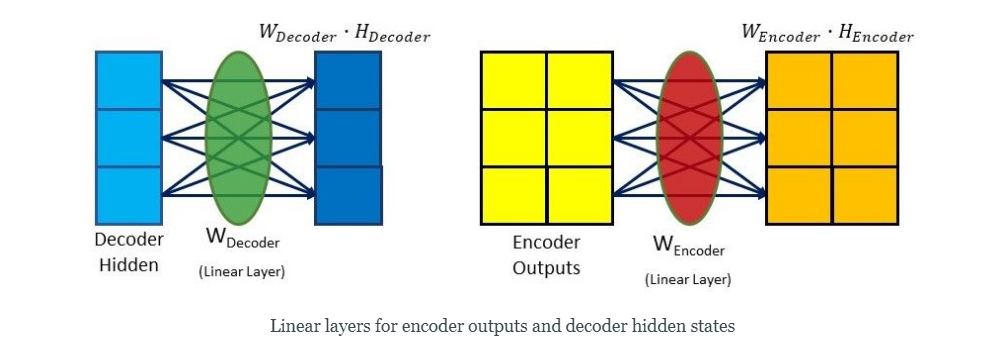 W_Decoder · H_Decoder
W_Encoder · H_Encoder
Decoder
Hidden
W_Decoder
(Linear Layer)
Encoder
Outputs
W_Encoder
(Linear Layer)
Linear layers for encoder outputs and decoder hidden states